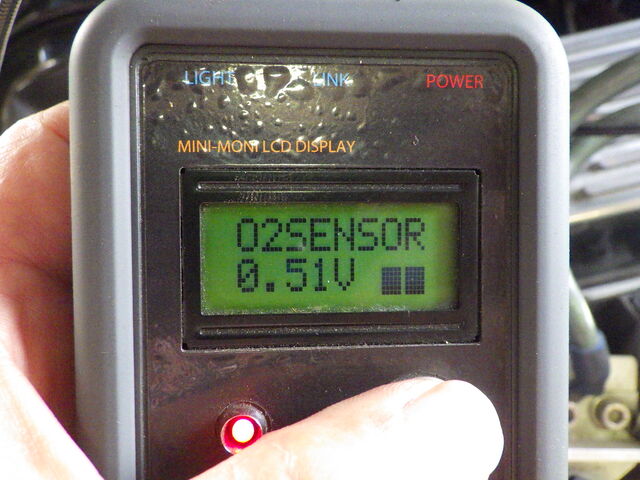 LIGHT LINK POWER
MINI-MONI LCD DISPLAY
O2SENSOR
0.51V